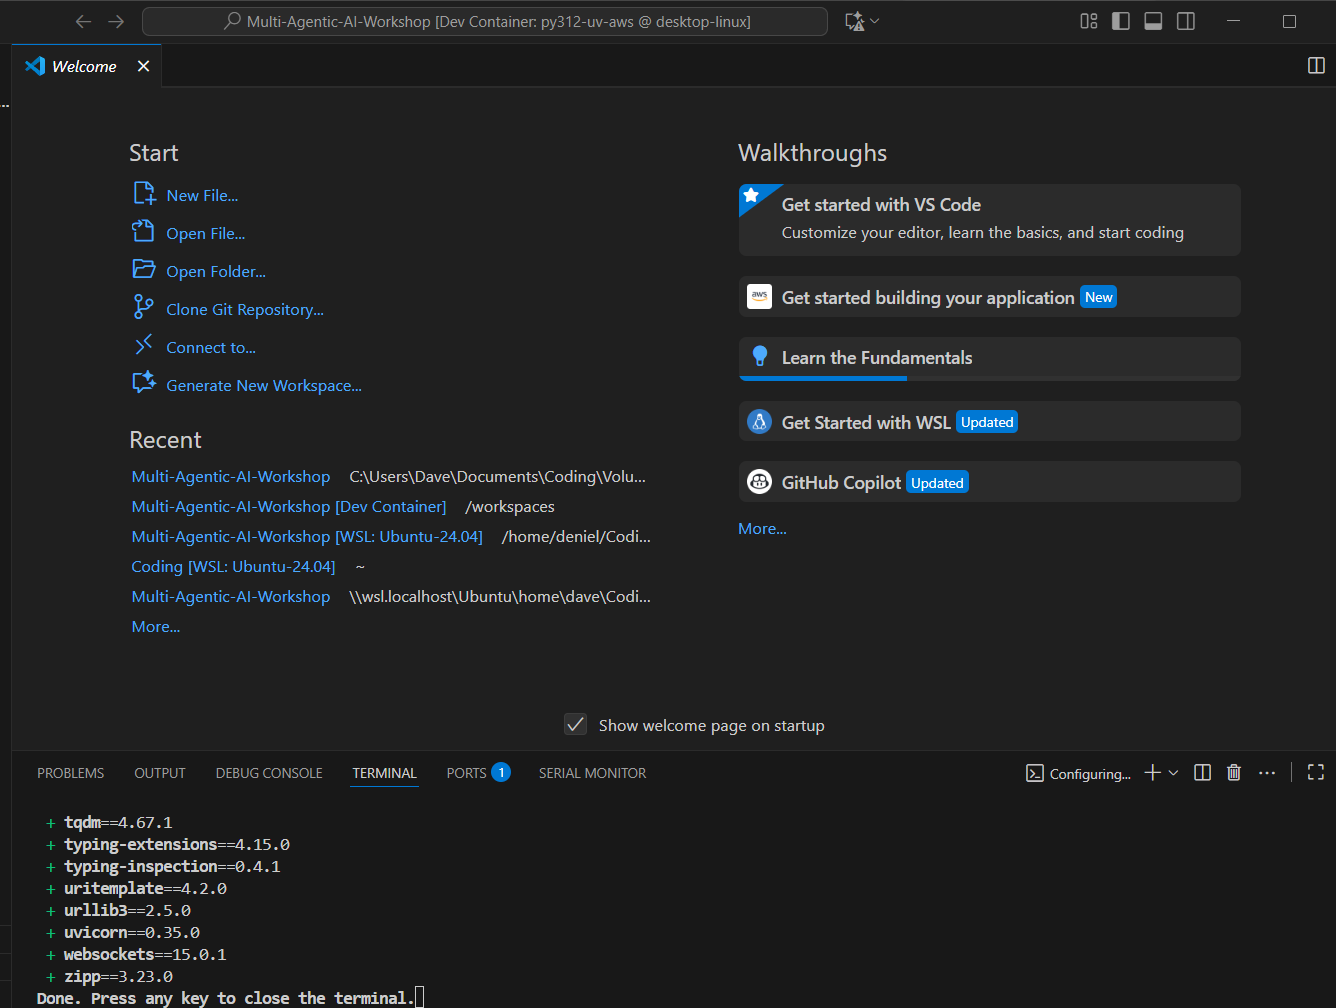 Multi-Agentic-AI-Workshop [Dev Container: py312-uv-aws @ desktop-linux]
Welcome
...
Start
New File...
Open File...
Open Folder...
Clone Git Repository...
Connect to...
Generate New Workspace...
Recent
Multi-Agentic-AI-Workshop C:\Users\Dave\Documents\Coding\Volu...
Multi-Agentic-AI-Workshop [Dev Container] /workspaces
Multi-Agentic-AI-Workshop [WSL: Ubuntu-24.04] /home/deniel/Codi...
Coding [WSL: Ubuntu-24.04] ~
Multi-Agentic-AI-Workshop \\wsl.localhost\Ubuntu\home\dave\Codi...
More...
Walkthroughs
Get started with VS Code
Customize your editor, learn the basics, and start coding
aws Get started building your application New
Learn the Fundamentals
Get Started with WSL Updated
GitHub Copilot Updated
More...
Show welcome page on startup
PROBLEMS OUTPUT DEBUG CONSOLE TERMINAL PORTS 1 SERIAL MONITOR Configuring...
+ tqdm==4.67.1
+ typing-extensions==4.15.0
+ typing-inspection==0.4.1
+ uritemplate==4.2.0
+ urllib3==2.5.0
+ uvicorn==0.35.0
+ websockets==15.0.1
+ zipp==3.23.0
Done. Press any key to close the terminal.